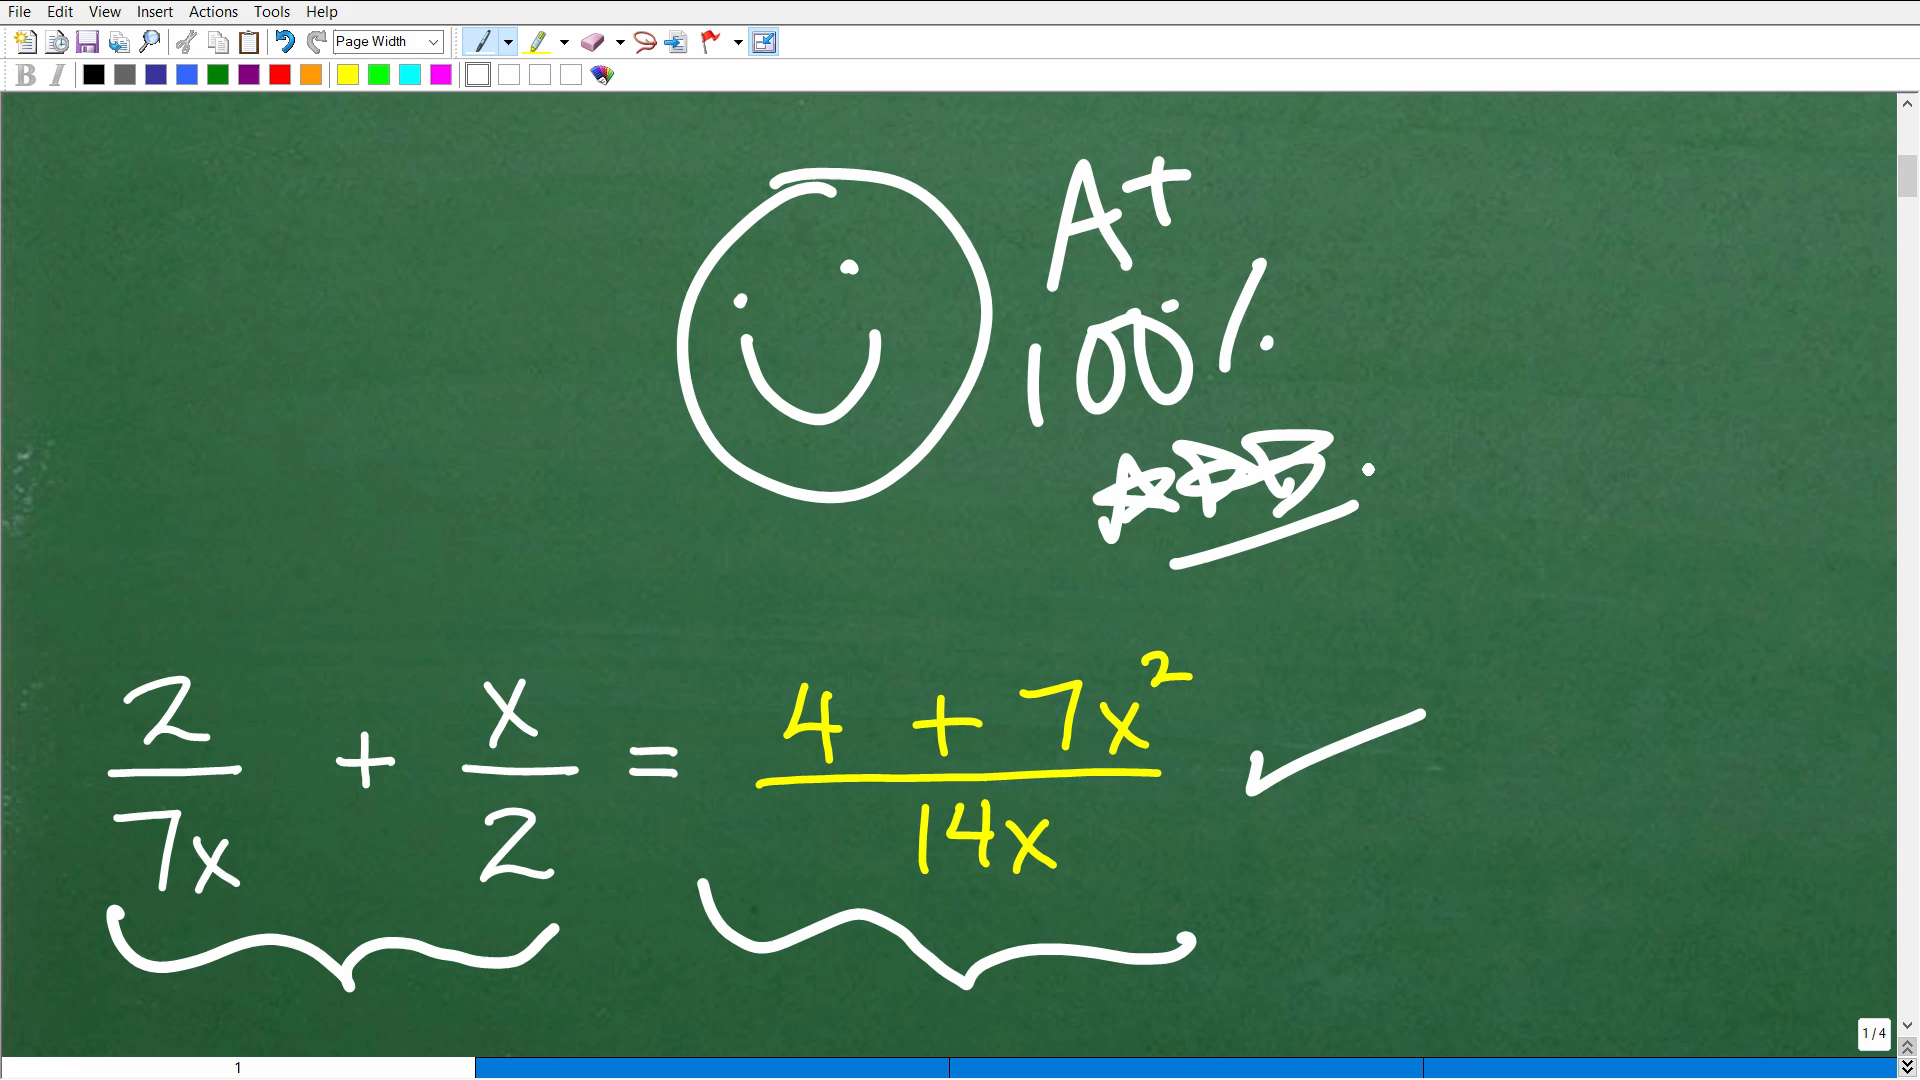 File Edit View Insert Actions Tools Help
Page Width
B I
A+
100%
2/7x + x/2 = 4 + 7x²/14x
1/4
1